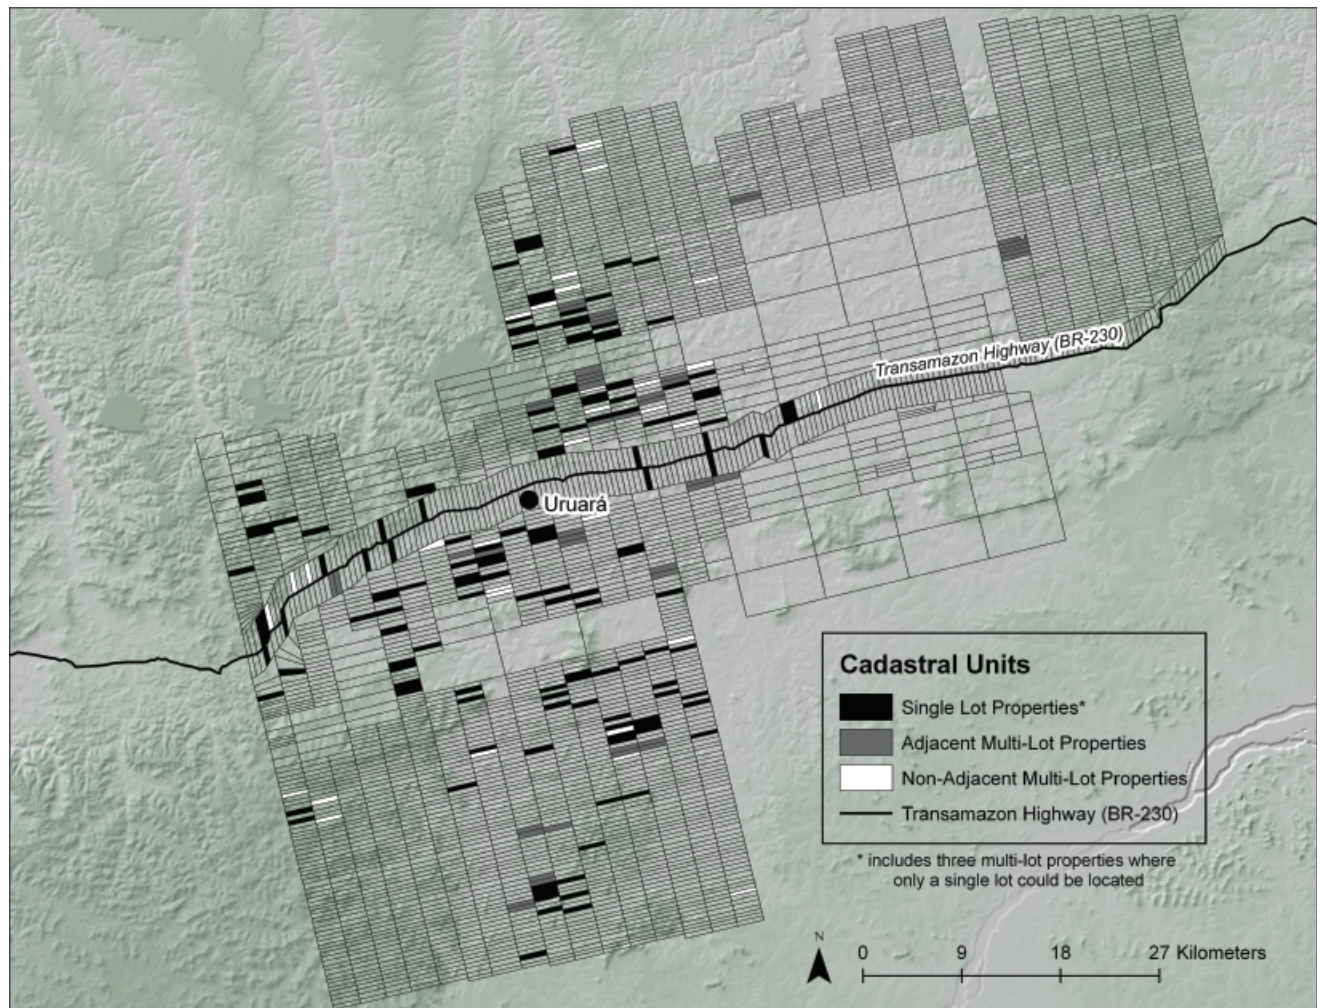 Transamazon Highway (BR-230)
Uruará
Cadastral Units
Single Lot Properties*
Adjacent Multi-Lot Properties
Non-Adjacent Multi-Lot Properties
Transamazon Highway (BR-230)
* includes three multi-lot properties where
only a single lot could be located
N
0 9 18 27 Kilometers